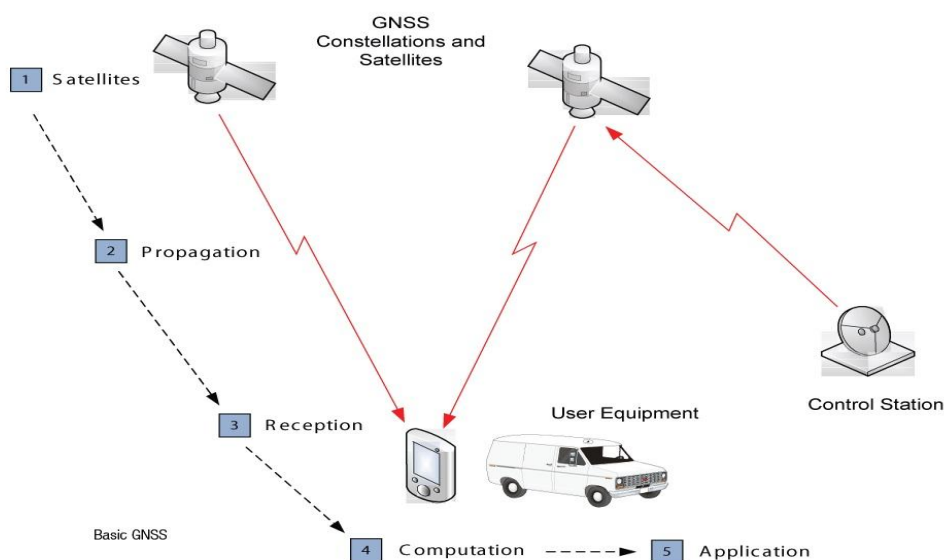 GNSS
Constellations and
Satellites
1 Satellites
2 Propagation
3 Reception
User Equipment
Control Station
Basic GNSS
4 Computation
5 Application